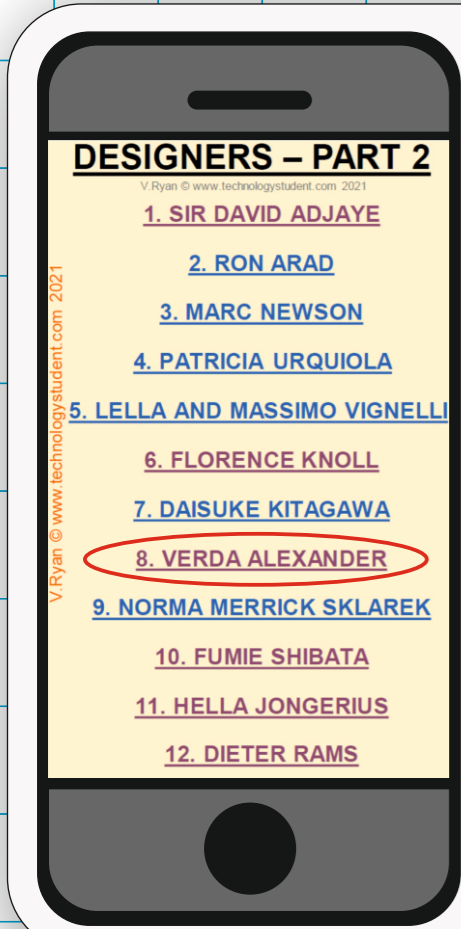 DESIGNERS – PART 2
V.Ryan © www.technologystudent.com 2021
1. SIR DAVID ADJAYE
2. RON ARAD
3. MARC NEWSON
4. PATRICIA URQUIOLA
5. LELLA AND MASSIMO VIGNELLI
6. FLORENCE KNOLL
7. DAISUKE KITAGAWA
8. VERDA ALEXANDER
9. NORMA MERRICK SKLAREK
10. FUMIE SHIBATA
11. HELLA JONGERIUS
12. DIETER RAMS
V.Ryan © www.technologystudent.com 2021